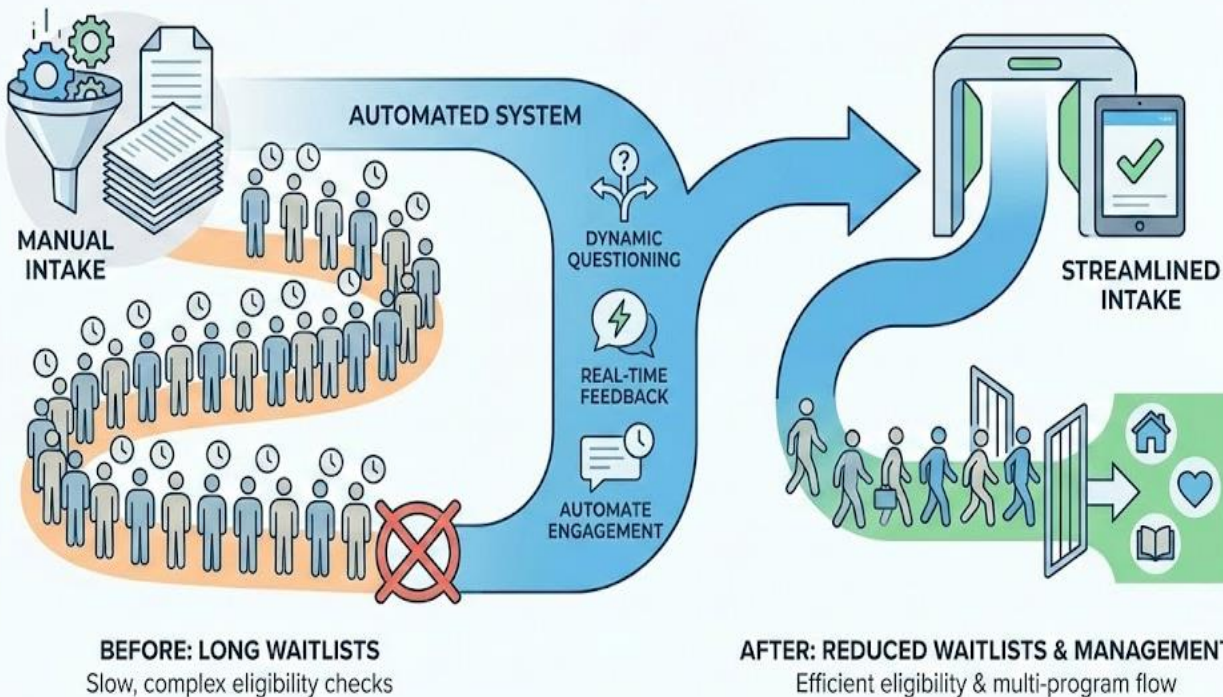 AUTOMATED SYSTEM
MANUAL
INTAKE
?
DYNAMIC
QUESTIONING
REAL-TIME
FEEDBACK
AUTOMATE
ENGAGEMENT
STREAMLINED
INTAKE
BEFORE: LONG WAITLISTS
Slow, complex eligibility checks
AFTER: REDUCED WAITLISTS & MANAGEMENT
Efficient eligibility & multi-program flow